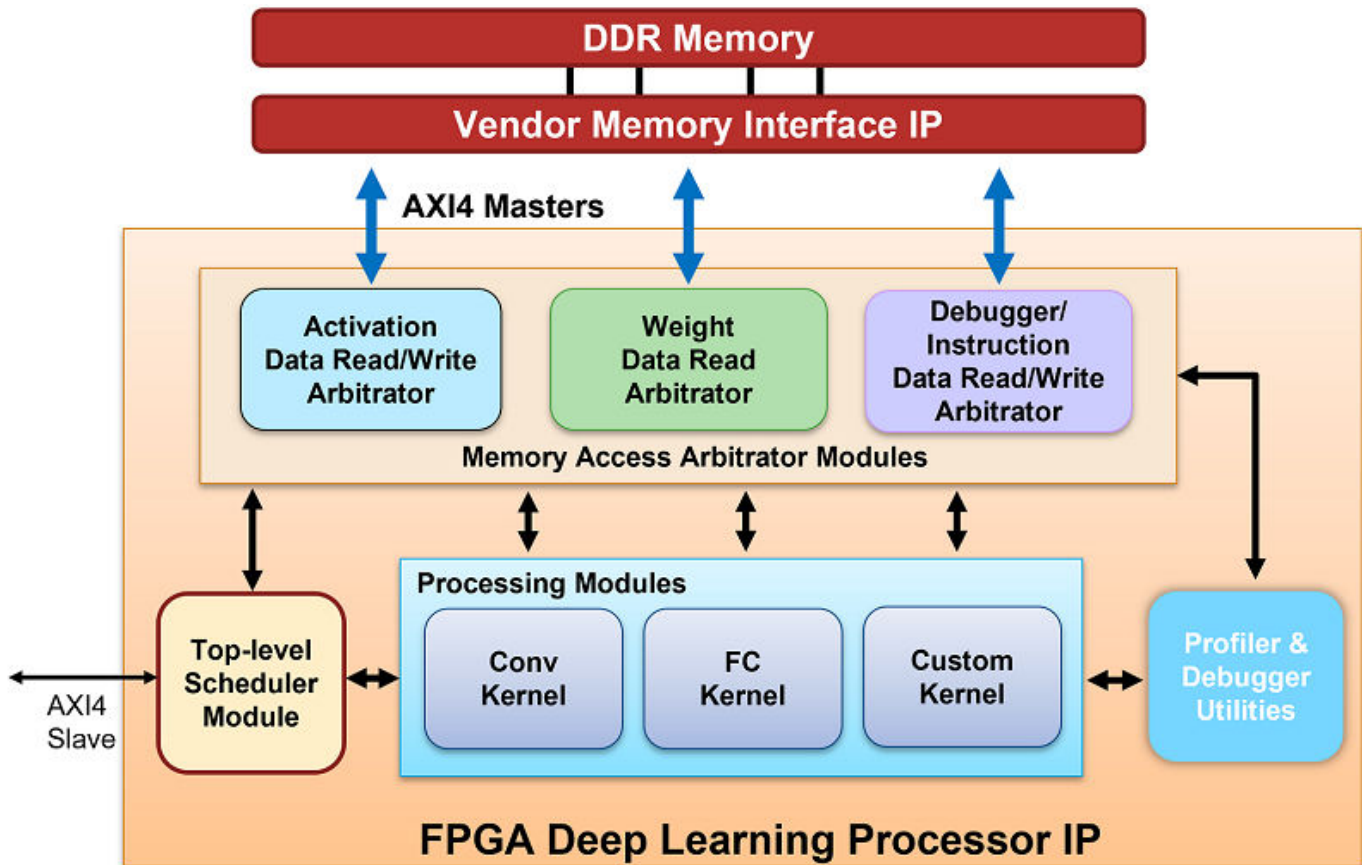 DDR Memory
Vendor Memory Interface IP
AXI4 Masters
Activation
Data Read/Write
Arbitrator
Weight
Data Read
Arbitrator
Debugger/
Instruction
Data Read/Write
Arbitrator
Memory Access Arbitrator Modules
Processing Modules
Top-level
Scheduler
Module
Conv
Kernel
FC
Kernel
Custom
Kernel
Profiler &
Debugger
Utilities
AXI4
Slave
FPGA Deep Learning Processor IP